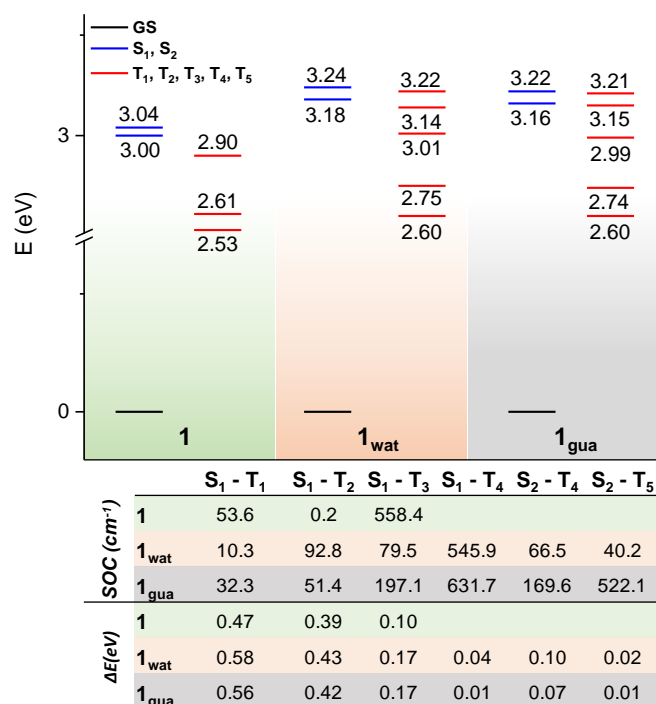 GS
S₁, S₂
T₁, T₂, T₃, T₄, T₅
3.24 3.22 3.22 3.21
3.04 3.18 3.14 3.16 3.15
3 3.00 2.90 3.01 2.99
2.61 2.75 2.74
2.53 2.60 2.60
E (eV)
0
1 1wat 1gua
S₁ - T₁ S₁ - T₂ S₁ - T₃ S₁ - T₄ S₂ - T₄ S₂ - T₅
SOC (cm⁻¹)
1 53.6 0.2 558.4
1wat 10.3 92.8 79.5 545.9 66.5 40.2
1gua 32.3 51.4 197.1 631.7 169.6 522.1
ΔE(eV)
1 0.47 0.39 0.10
1wat 0.58 0.43 0.17 0.04 0.10 0.02
1gua 0.56 0.42 0.17 0.01 0.07 0.01